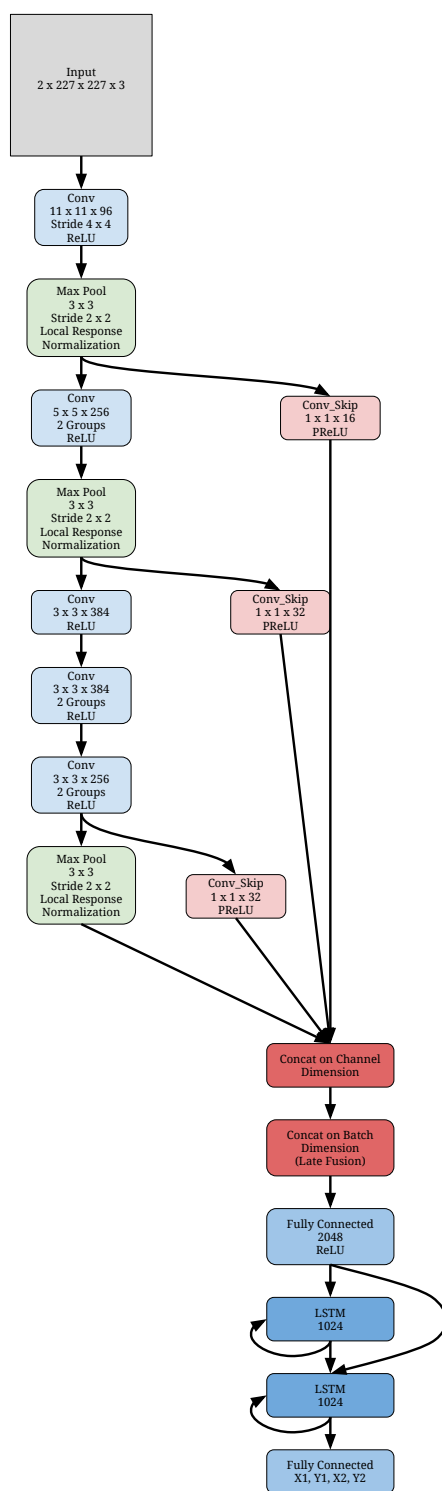 Input
2 x 227 x 227 x 3
Conv
11 x 11 x 96
Stride 4 x 4
ReLU
Max Pool
3 x 3
Stride 2 x 2
Local Response
Normalization
Conv
5 x 5 x 256
2 Groups
ReLU
Conv_Skip
1 x 1 x 16
PReLU
Max Pool
3 x 3
Stride 2 x 2
Local Response
Normalization
Conv
3 x 3 x 384
ReLU
Conv_Skip
1 x 1 x 32
PReLU
Conv
3 x 3 x 384
2 Groups
ReLU
Conv
3 x 3 x 256
2 Groups
ReLU
Max Pool
3 x 3
Stride 2 x 2
Local Response
Normalization
Conv_Skip
1 x 1 x 32
PReLU
Concat on Channel
Dimension
Concat on Batch
Dimension
(Late Fusion)
Fully Connected
2048
ReLU
LSTM
1024
LSTM
1024
Fully Connected
X1, Y1, X2, Y2